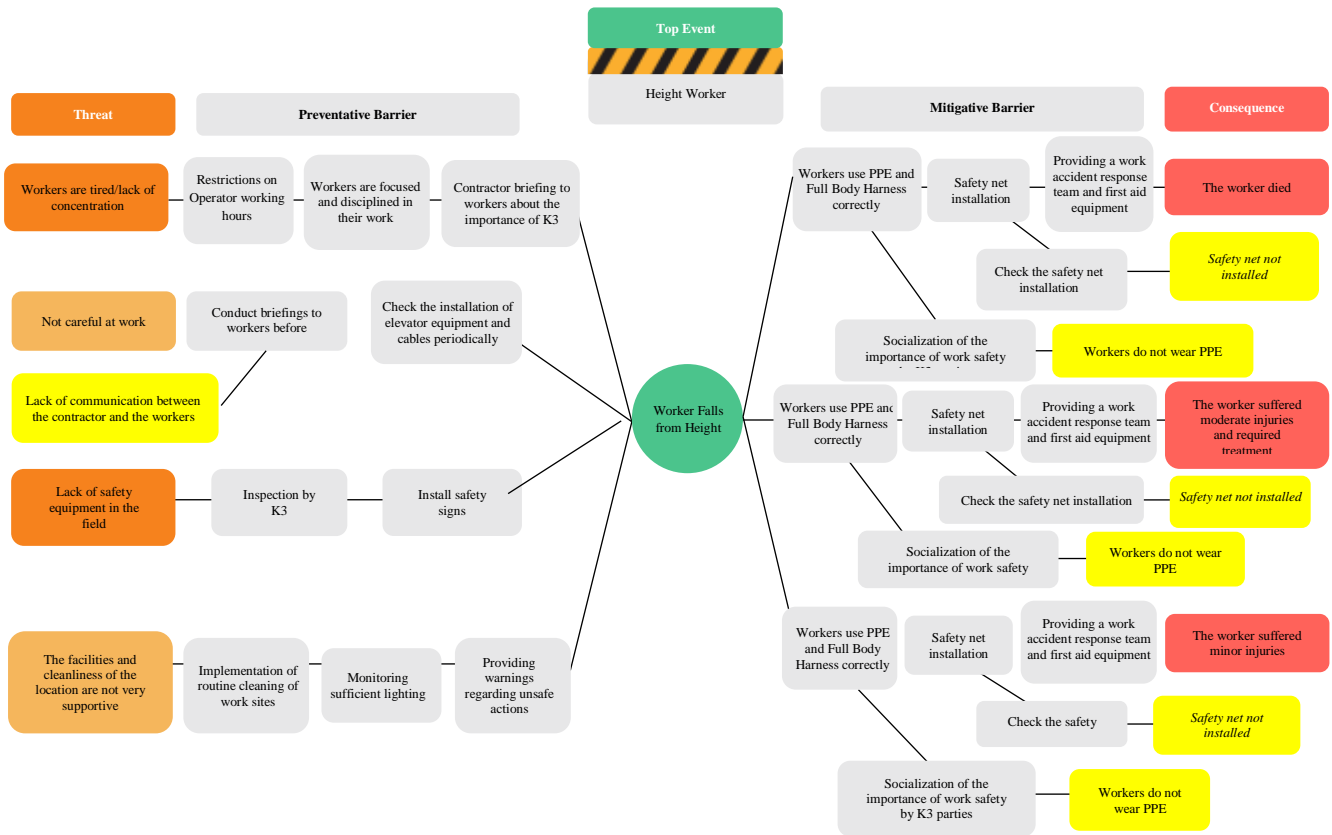 Top Event
Height Worker
Threat
Preventative Barrier
Mitigative Barrier
Consequence
Workers are tired/lack of
concentration
Restrictions on
Operator working
hours
Workers are focused
and disciplined in
their work
Contractor briefing to
workers about the
importance of K3
Not careful at work
Conduct briefings to
workers before
Check the installation of
elevator equipment and
cables periodically
Lack of communication between
the contractor and the workers
Lack of safety
equipment in the
field
Inspection by
K3
Install safety
signs
The facilities and
cleanliness of the
location are not very
supportive
Implementation of
routine cleaning of
work sites
Monitoring
sufficient lighting
Providing
warnings
regarding unsafe
actions
Worker Falls
from Height
Workers use PPE and
Full Body Harness
correctly
Safety net
installation
Providing a work
accident response
team and first aid
equipment
The worker died
Check the safety net
installation
Safety net not
installed
Socialization of the
importance of work safety
Workers do not wear PPE
Workers use PPE and
Full Body Harness
correctly
Safety net
installation
Providing a work
accident response team
and first aid equipment
The worker suffered
moderate injuries
and required
treatment
Check the safety net installation
Safety net not installed
Socialization of the
importance of work safety
Workers do not wear
PPE
Workers use PPE
and Full Body
Harness correctly
Safety net
installation
Providing a work
accident response team
and first aid equipment
The worker suffered
minor injuries
Check the safety
Safety net not
installed
Socialization of the
importance of work safety
by K3 parties
Workers do not
wear PPE